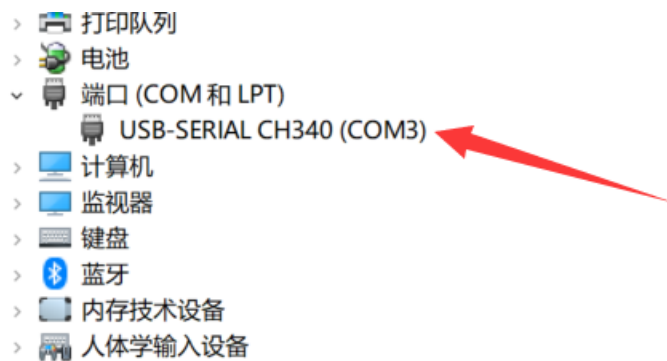 打印队列
电池
端口 (COM 和 LPT)
USB-SERIAL CH340 (COM3)
计算机
监视器
键盘
蓝牙
内存技术设备
人体学输入设备